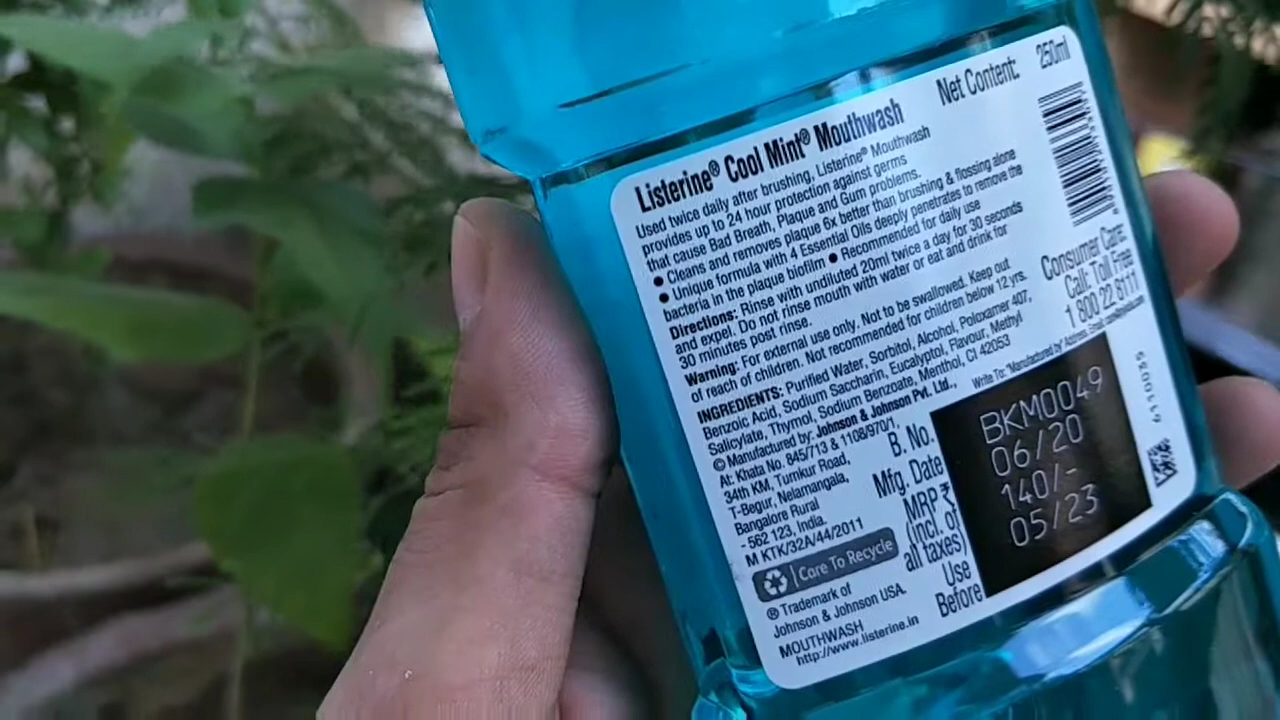 Listerine® Cool Mint® Mouthwash
Net Content: 250ml
Used twice daily after brushing, Listerine® Mouthwash
provides up to 24 hour protection against germs
that cause Bad Breath, Plaque and Gum problems.
● Cleans and removes plaque 6x better than brushing & flossing alone
● Unique formula with 4 Essential Oils deeply penetrates to remove the
bacteria in the plaque biofilm ● Recommended for daily use
Directions: Rinse with undiluted 20ml twice a day for 30 seconds
and expel. Do not rinse mouth with water or eat and drink for
30 minutes post rinse.
Warning: For external use only. Not to be swallowed. Keep out
of reach of children. Not recommended for children below 12 yrs.
INGREDIENTS: Purified Water, Sorbitol, Alcohol, Poloxamer 407,
Benzoic Acid, Sodium Saccharin, Eucalyptol, Flavour, Methyl
Salicylate, Thymol, Sodium Benzoate, Menthol, CI 42053
© Manufactured by: Johnson & Johnson Pvt. Ltd.,
At: Khata No. 845/713 & 1108/970/1,
34th KM, Tumkur Road,
T-Begur, Nelamangala,
Bangalore Rural
- 562 123, India.
M KTK/32A/44/2011
Care To Recycle
® Trademark of
Johnson & Johnson USA.
MOUTHWASH
http://www.listerine.in
Consumer Care:
Call: Toll Free
1 800 22 8111
Write To: "Manufactured by" Address, Email:
B. No. BKM0049
Mfg. Date 06/20
MRP ₹ 140/-
(incl. of
all taxes)
Use 05/23
Before